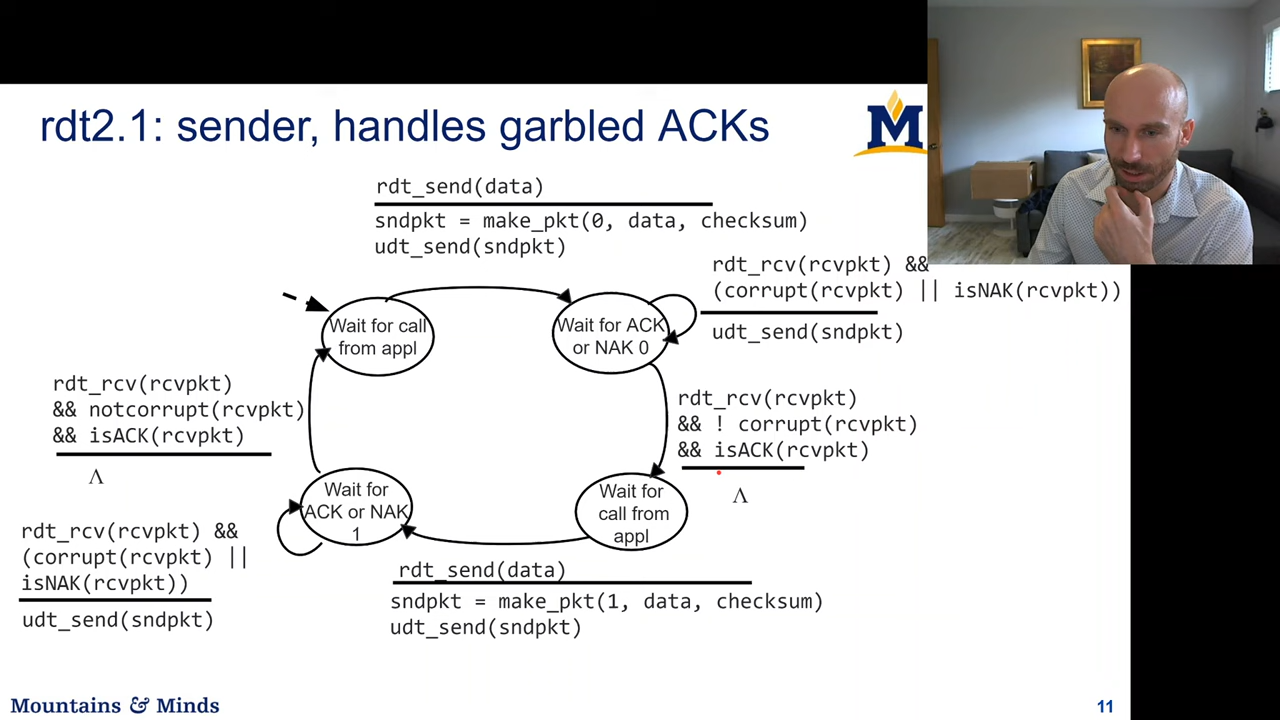 rdt2.1: sender, handles garbled ACKs
M
rdt_send(data)
sndpkt = make_pkt(0, data, checksum)
udt_send(sndpkt)
rdt_rcv(rcvpkt) &&
(corrupt(rcvpkt) || isNAK(rcvpkt))
udt_send(sndpkt)
Wait for call
from appl
Wait for ACK
or NAK 0
rdt_rcv(rcvpkt)
&& notcorrupt(rcvpkt)
&& isACK(rcvpkt)
Λ
rdt_rcv(rcvpkt)
&& ! corrupt(rcvpkt)
&& isACK(rcvpkt)
Λ
Wait for
ACK or NAK
1
Wait for
call from
appl
rdt_rcv(rcvpkt) &&
(corrupt(rcvpkt) ||
isNAK(rcvpkt))
udt_send(sndpkt)
rdt_send(data)
sndpkt = make_pkt(1, data, checksum)
udt_send(sndpkt)
Mountains & Minds
11